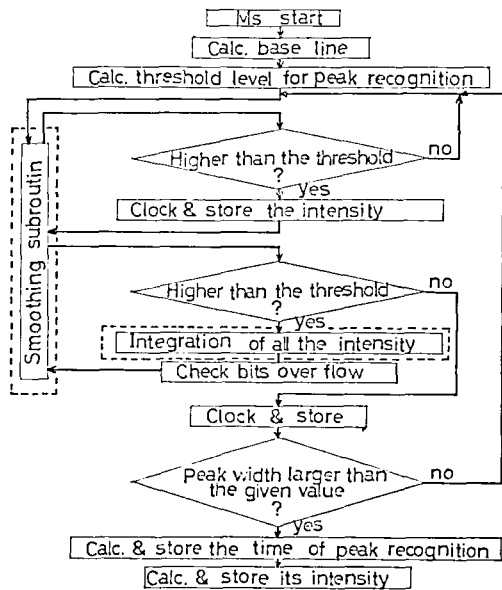 Ms start
Calc. base line
Calc. threshold level for peak recognition
Higher than the threshold
?
no
yes
Clock & store the intensity
Smoothing subroutin
Higher than the threshold
?
no
yes
Integration of all the intensity
Check bits over flow
Clock & store
Peak width larger than
the given value
?
no
yes
Calc. & store the time of peak recognition
Calc. & store its intensity